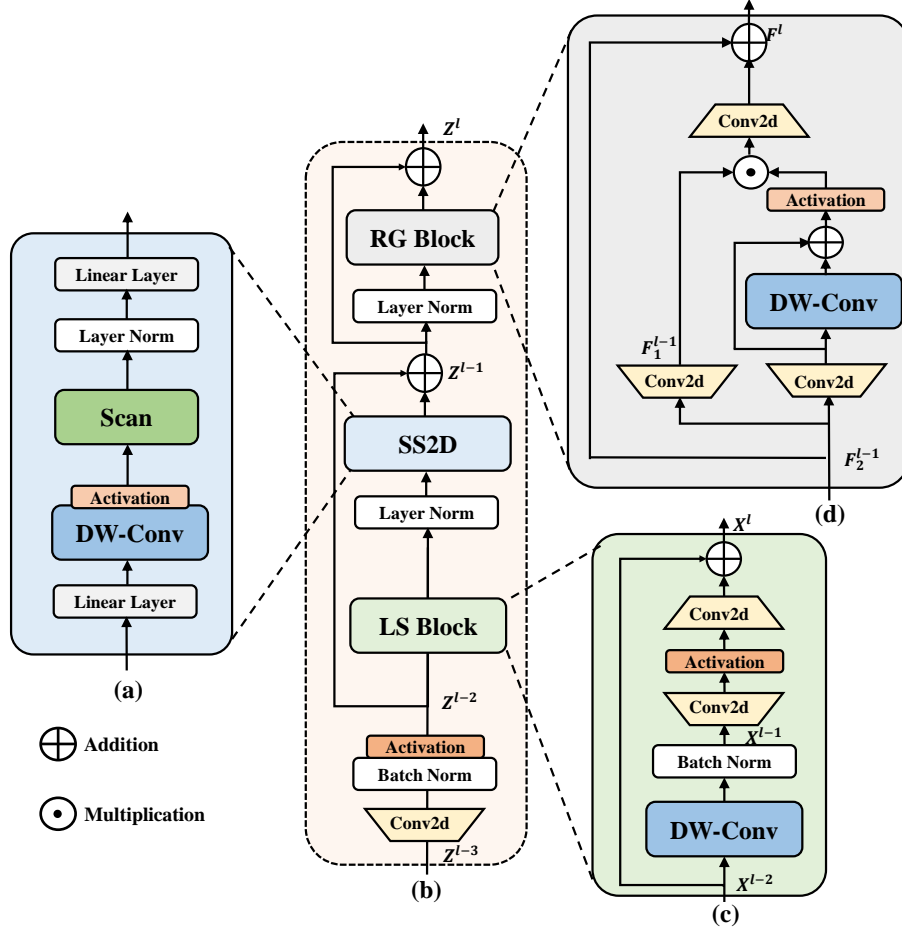 Linear Layer
Layer Norm
Scan
Activation
DW-Conv
Linear Layer
(a)
Addition
Multiplication
Z^l
RG Block
Layer Norm
Z^{l-1}
SS2D
Layer Norm
LS Block
Z^{l-2}
Activation
Batch Norm
Conv2d
Z^{l-3}
(b)
F^l
Conv2d
Activation
DW-Conv
F_1^{l-1}
Conv2d
Conv2d
F_2^{l-1}
(d)
X^l
Conv2d
Activation
Conv2d
X^{l-1}
Batch Norm
DW-Conv
X^{l-2}
(c)